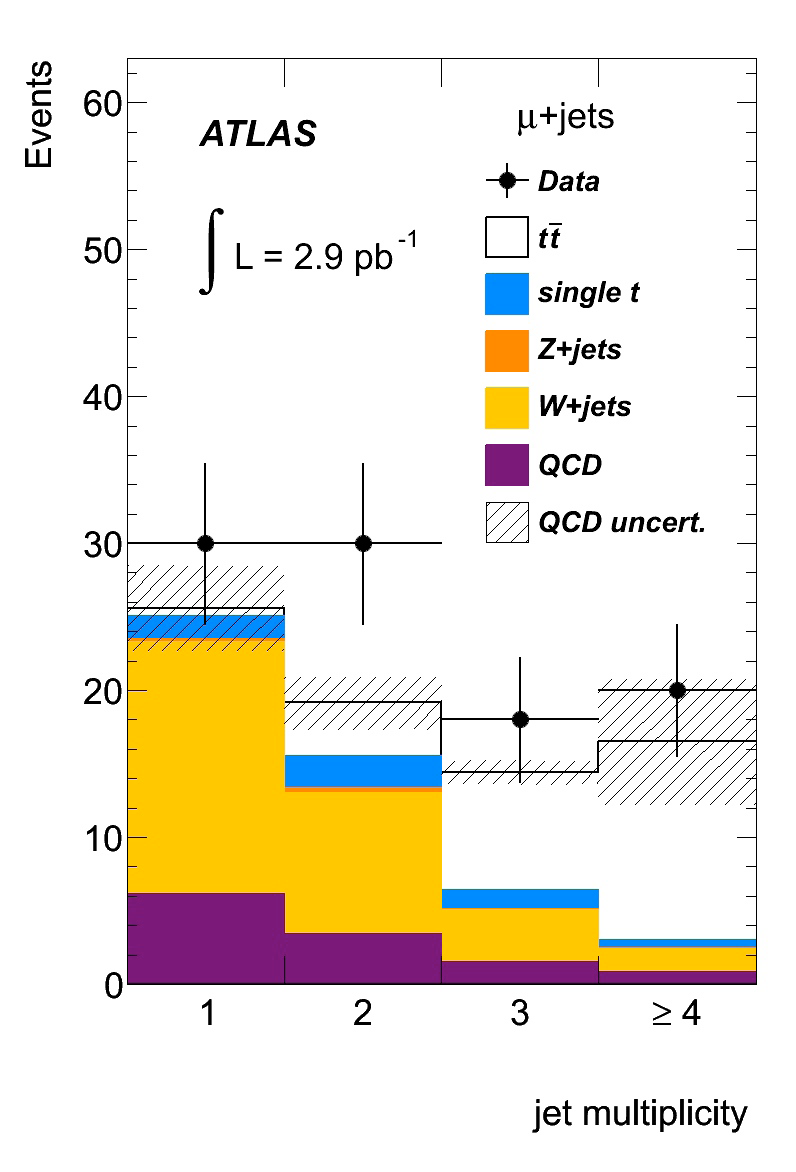 Events
60
50
40
30
20
10
0
ATLAS
∫ L = 2.9 pb⁻¹
μ+jets
Data
tt̅
single t
Z+jets
W+jets
QCD
QCD uncert.
1 2 3 ≥ 4
jet multiplicity